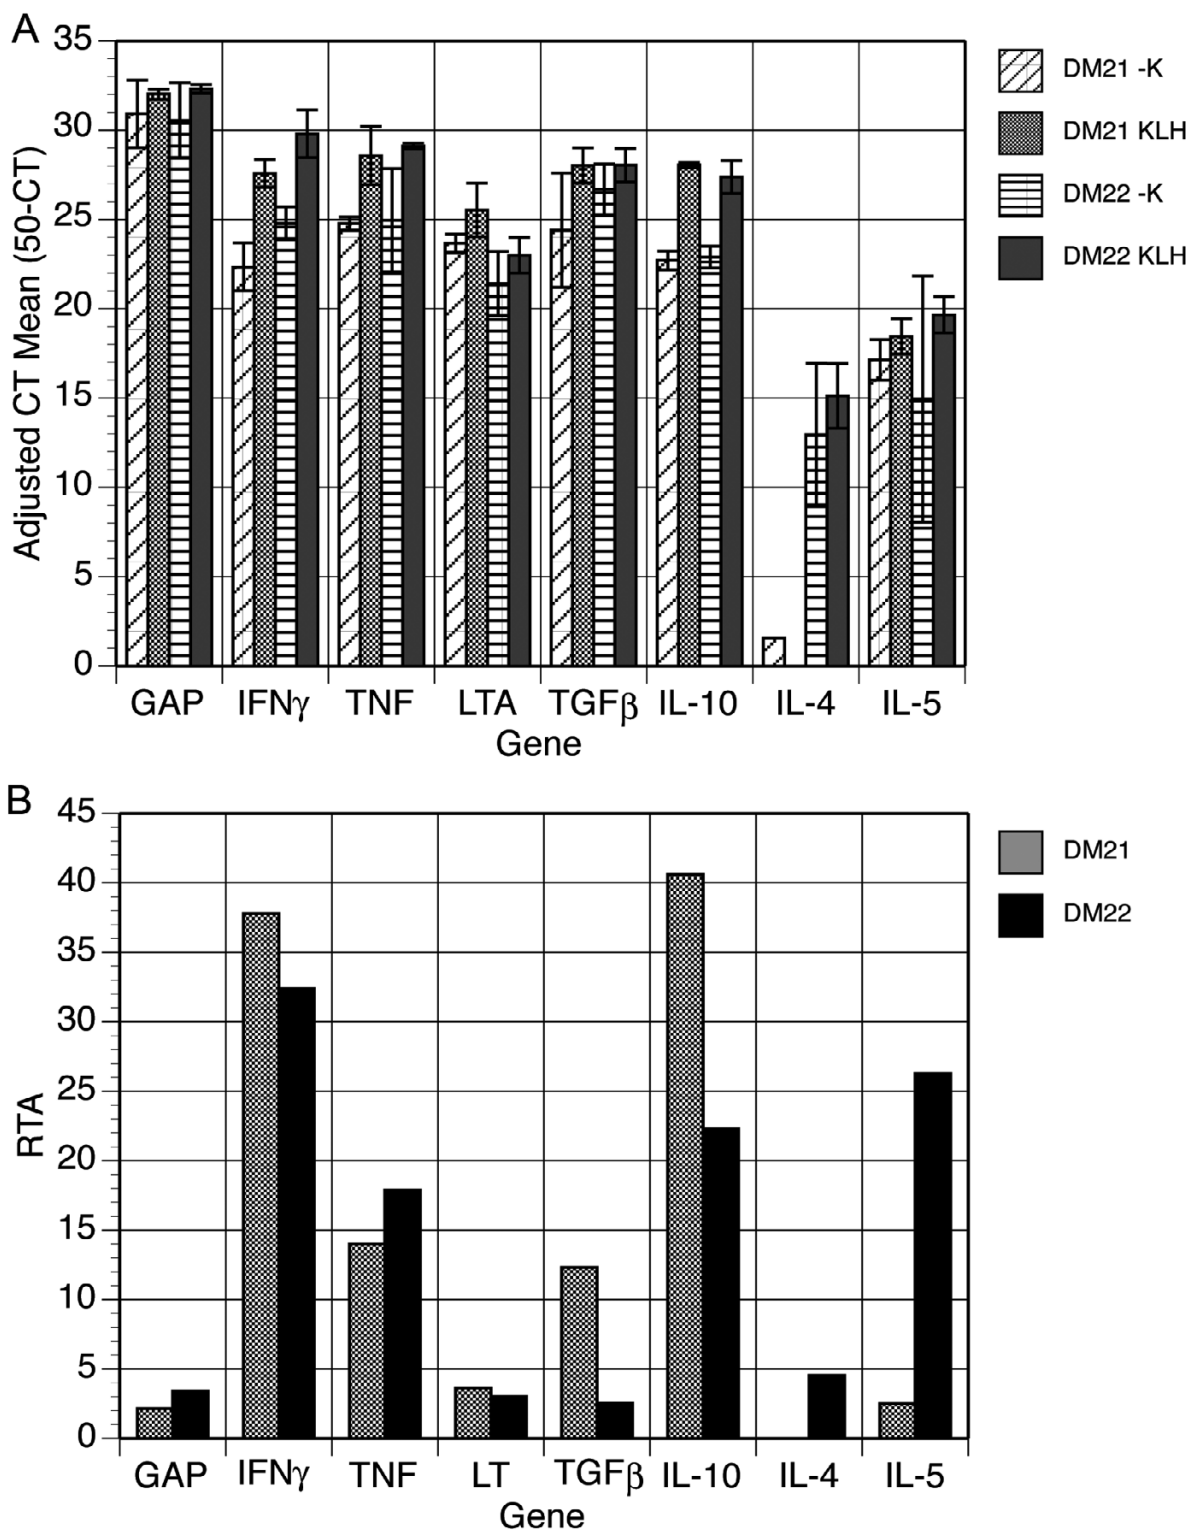 A
35
30
25
20
15
10
5
0
Adjusted CT Mean (50-CT)
GAP IFNγ TNF LTA TGFβ IL-10 IL-4 IL-5
Gene
DM21 -K
DM21 KLH
DM22 -K
DM22 KLH
B
45
40
35
30
25
20
15
10
5
0
RTA
GAP IFNγ TNF LT TGFβ IL-10 IL-4 IL-5
Gene
DM21
DM22